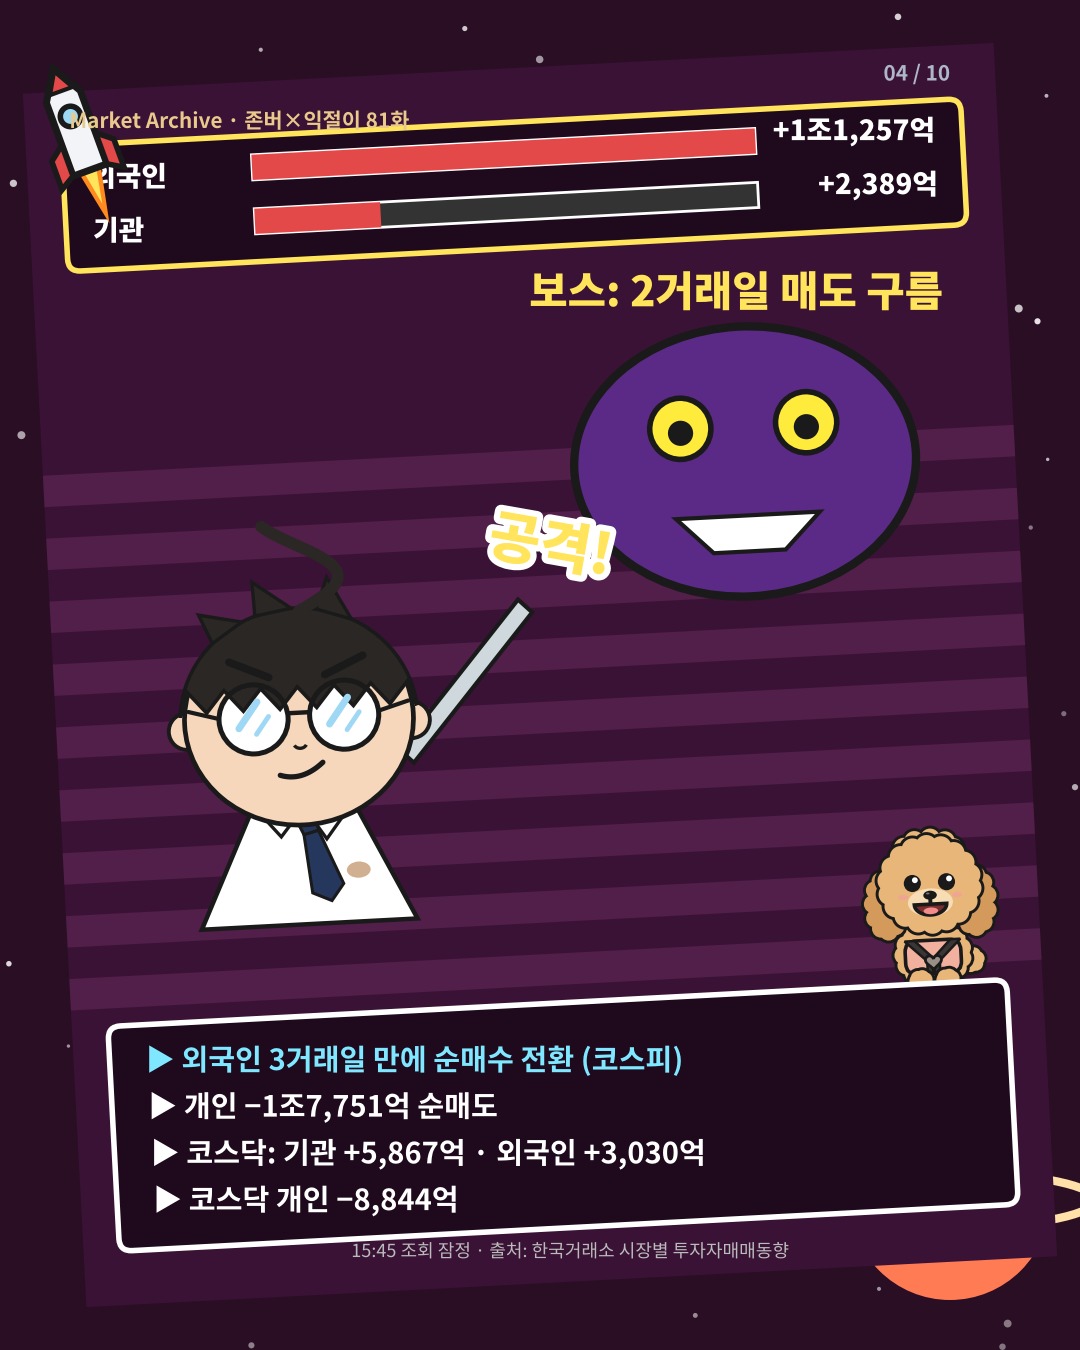 04 / 10
Market Archive · 존버×익절이 81화
외국인 +1조1,257억
기관 +2,389억
보스: 2거래일 매도 구름
공격!
▶ 외국인 3거래일 만에 순매수 전환 (코스피)
▶ 개인 −1조7,751억 순매도
▶ 코스닥: 기관 +5,867억 · 외국인 +3,030억
▶ 코스닥 개인 −8,844억
15:45 조회 잠정 · 출처: 한국거래소 시장별 투자자매매동향